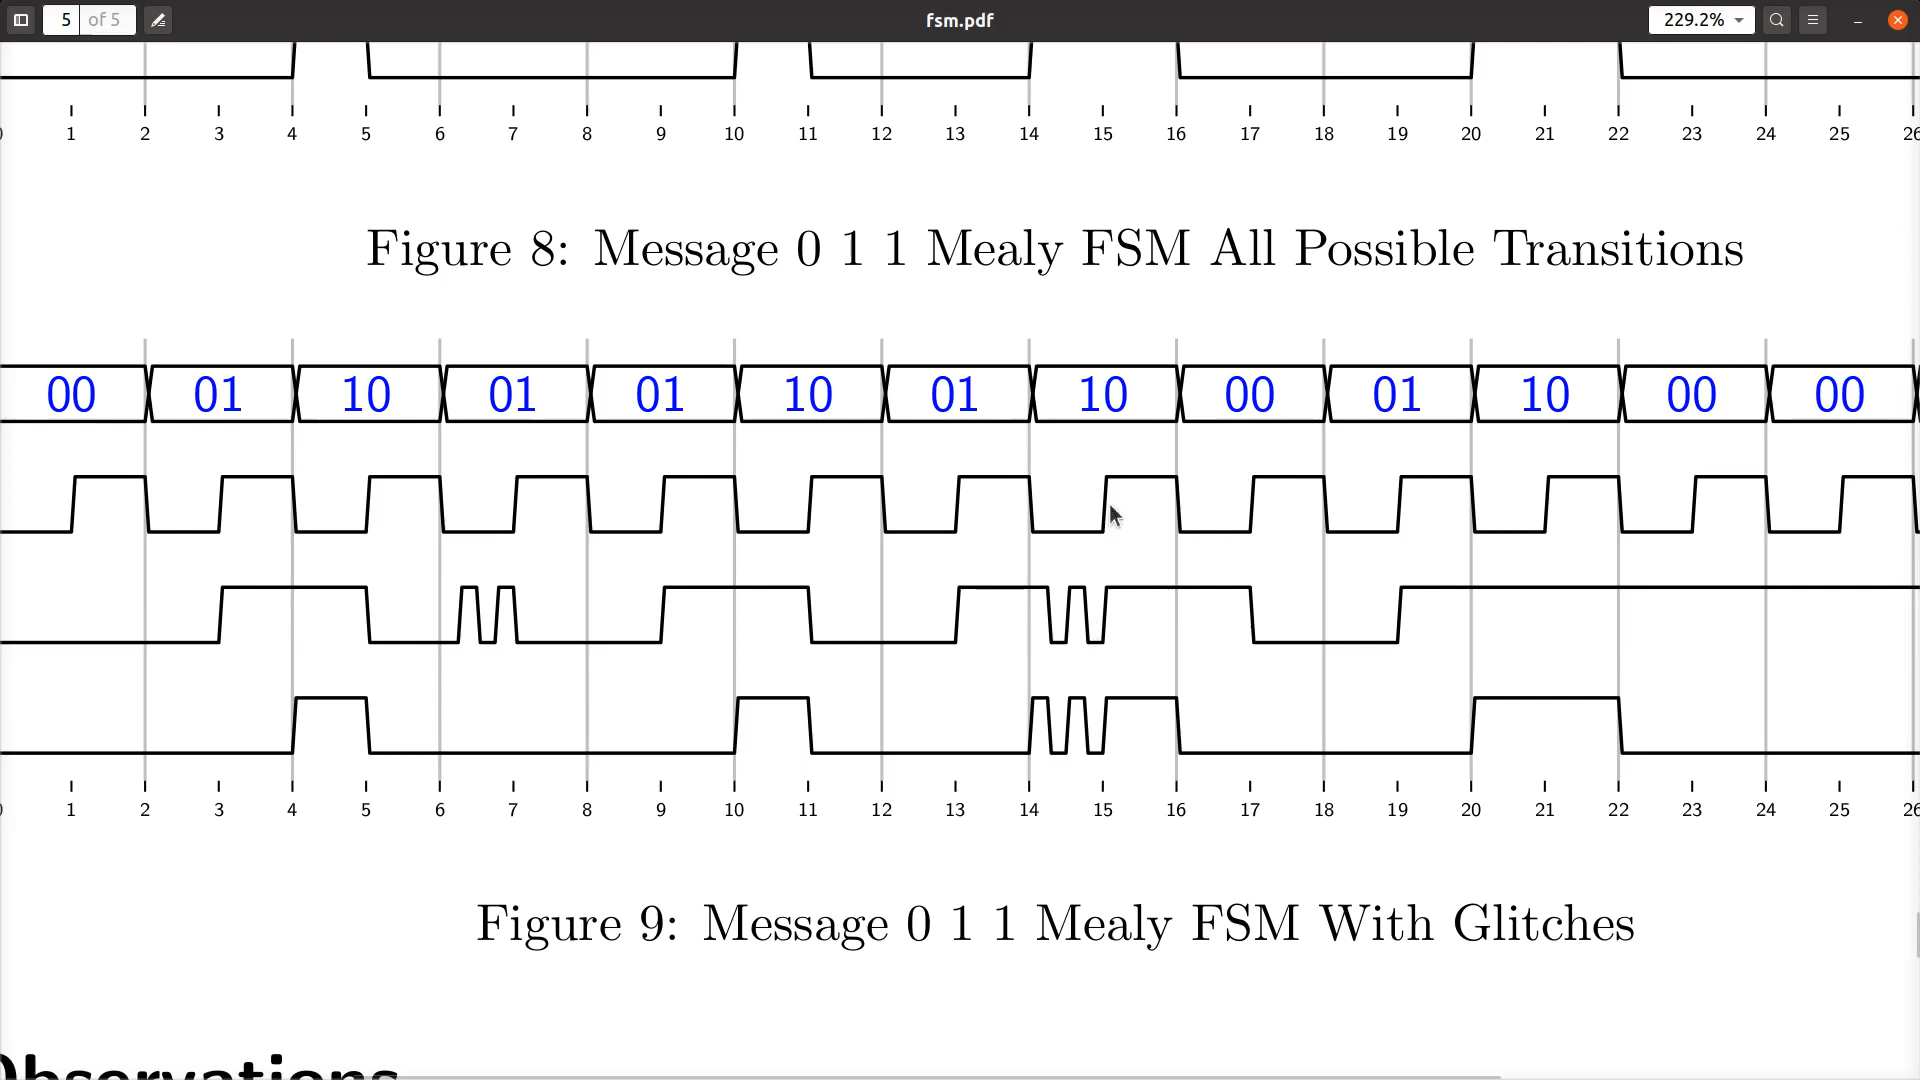 5 of 5 fsm.pdf 229.2%
1 2 3 4 5 6 7 8 9 10 11 12 13 14 15 16 17 18 19 20 21 22 23 24 25 26
Figure 8: Message 0 1 1 Mealy FSM All Possible Transitions
00 01 10 01 01 10 01 10 00 01 10 00 00
1 2 3 4 5 6 7 8 9 10 11 12 13 14 15 16 17 18 19 20 21 22 23 24 25 26
Figure 9: Message 0 1 1 Mealy FSM With Glitches
Observations